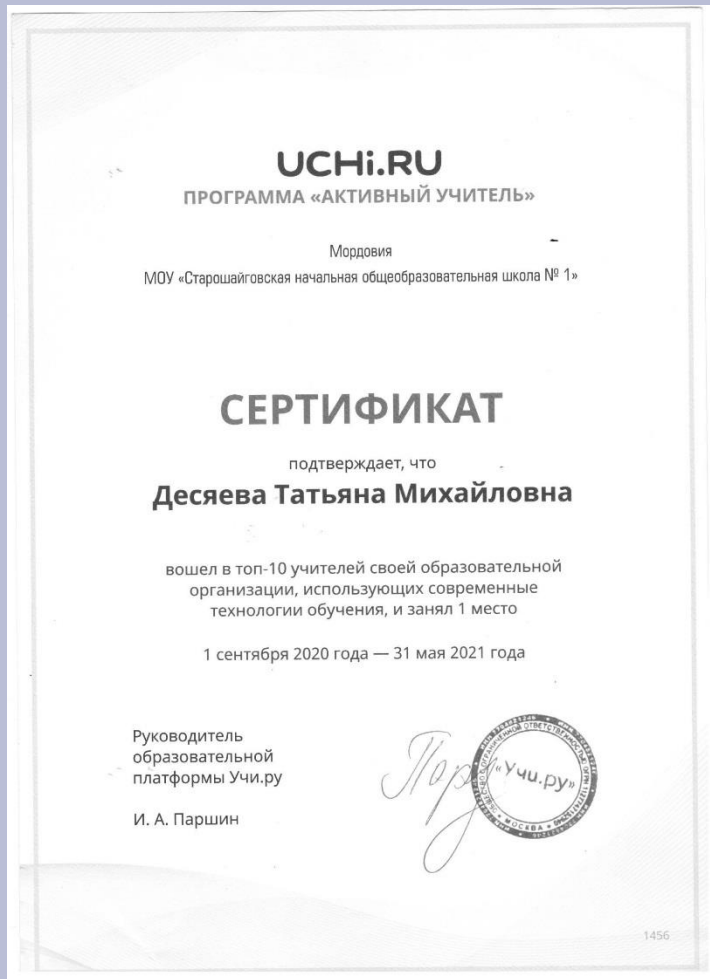 UCHi.RU
ПРОГРАММА «АКТИВНЫЙ УЧИТЕЛЬ»
Мордовия
МОУ «Старошайговская начальная общеобразовательная школа № 1»
СЕРТИФИКАТ
подтверждает, что
Десяева Татьяна Михайловна
вошел в топ-10 учителей своей образовательной
организации, использующих современные
технологии обучения, и занял 1 место
1 сентября 2020 года — 31 мая 2021 года
Руководитель
образовательной
платформы Учи.ру
И. А. Паршин
«Учи.ру»
МОСКВА
1456